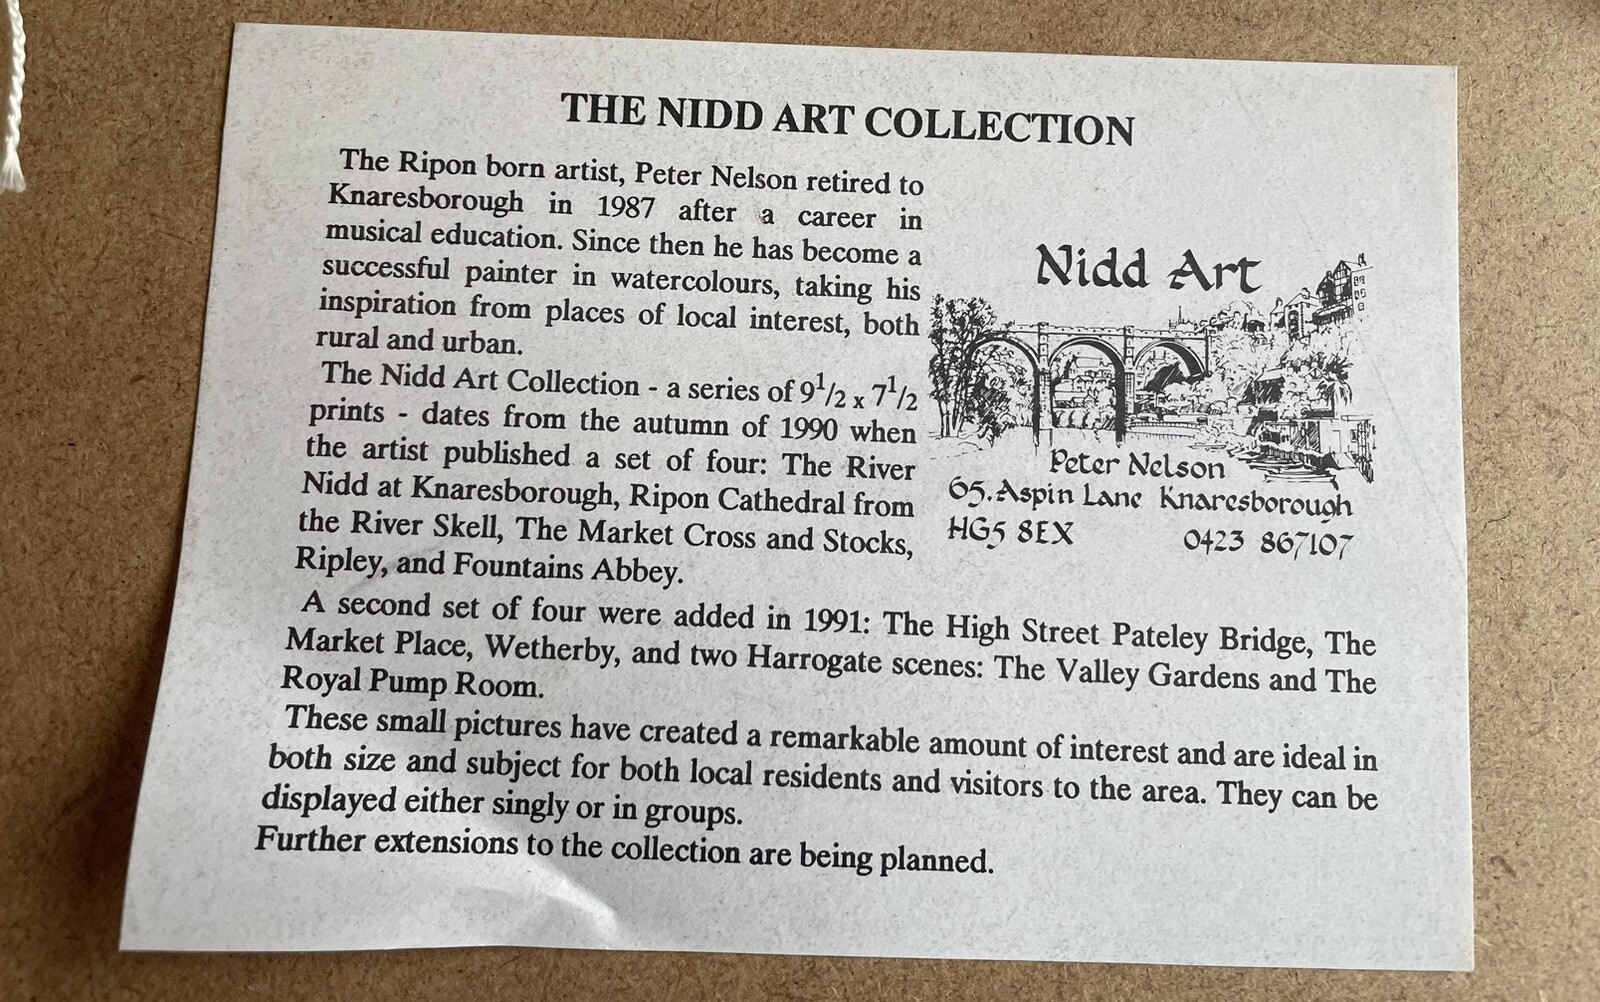 THE NIDD ART COLLECTION
The Ripon born artist, Peter Nelson retired to
Knaresborough in 1987 after a career in
musical education. Since then he has become a
successful painter in watercolours, taking his
inspiration from places of local interest, both
rural and urban.
The Nidd Art Collection - a series of 9 1/2 x 7 1/2
prints - dates from the autumn of 1990 when
the artist published a set of four: The River
Nidd at Knaresborough, Ripon Cathedral from
the River Skell, The Market Cross and Stocks,
Ripley, and Fountains Abbey.
Nidd Art
Peter Nelson
65. Aspin Lane Knaresborough
HG5 8EX 0423 867107
A second set of four were added in 1991: The High Street Pateley Bridge, The
Market Place, Wetherby, and two Harrogate scenes: The Valley Gardens and The
Royal Pump Room.
These small pictures have created a remarkable amount of interest and are ideal in
both size and subject for both local residents and visitors to the area. They can be
displayed either singly or in groups.
Further extensions to the collection are being planned.